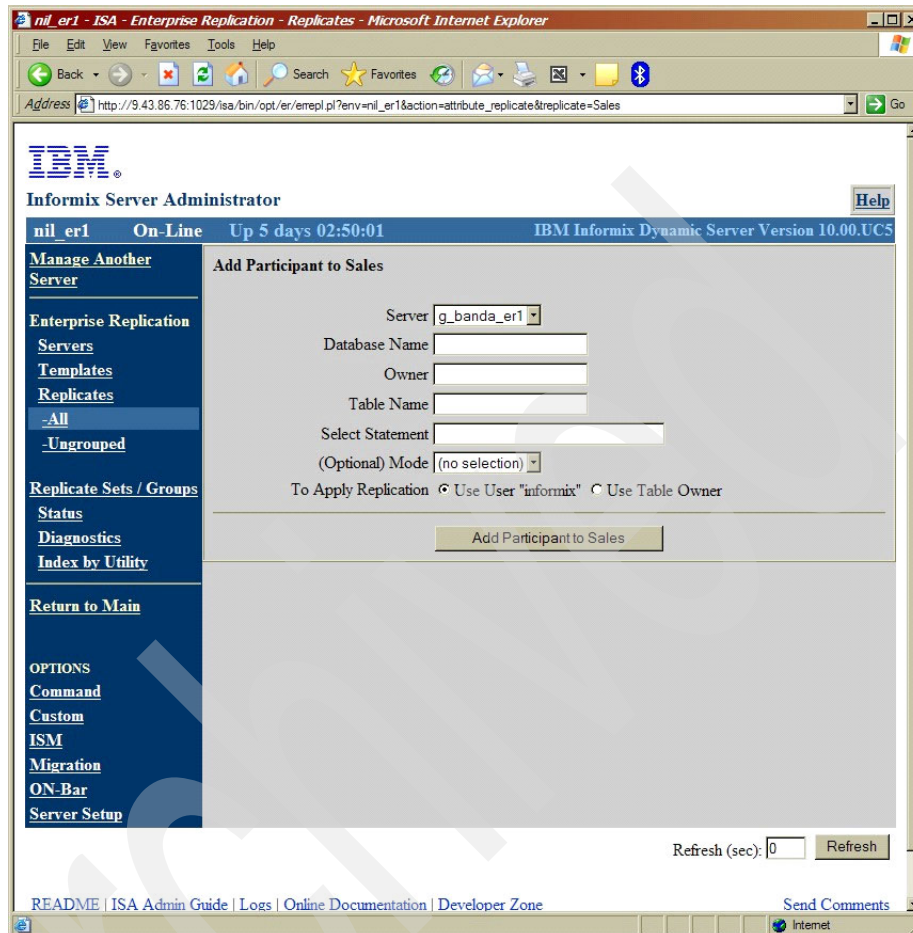 nil_er1 - ISA - Enterprise Replication - Replicates - Microsoft Internet Explorer
File Edit View Favorites Tools Help
Back Search Favorites
Address http://9.43.86.76:1029/isa/bin/opt/er/errepl.pl?env=nil_er1&action=attribute_replicate&treplicate=Sales Go
IBM®
Informix Server Administrator Help
nil_er1 On-Line Up 5 days 02:50:01 IBM Informix Dynamic Server Version 10.00.UC5
Manage Another
Server
Enterprise Replication
Servers
Templates
Replicates
-All
-Ungrouped
Replicate Sets / Groups
Status
Diagnostics
Index by Utility
Return to Main
OPTIONS
Command
Custom
ISM
Migration
ON-Bar
Server Setup
Add Participant to Sales
Server g_banda_er1
Database Name
Owner
Table Name
Select Statement
(Optional) Mode (no selection)
To Apply Replication Use User "informix" Use Table Owner
Add Participant to Sales
Refresh (sec): 0 Refresh
README | ISA Admin Guide | Logs | Online Documentation | Developer Zone Send Comments
Internet